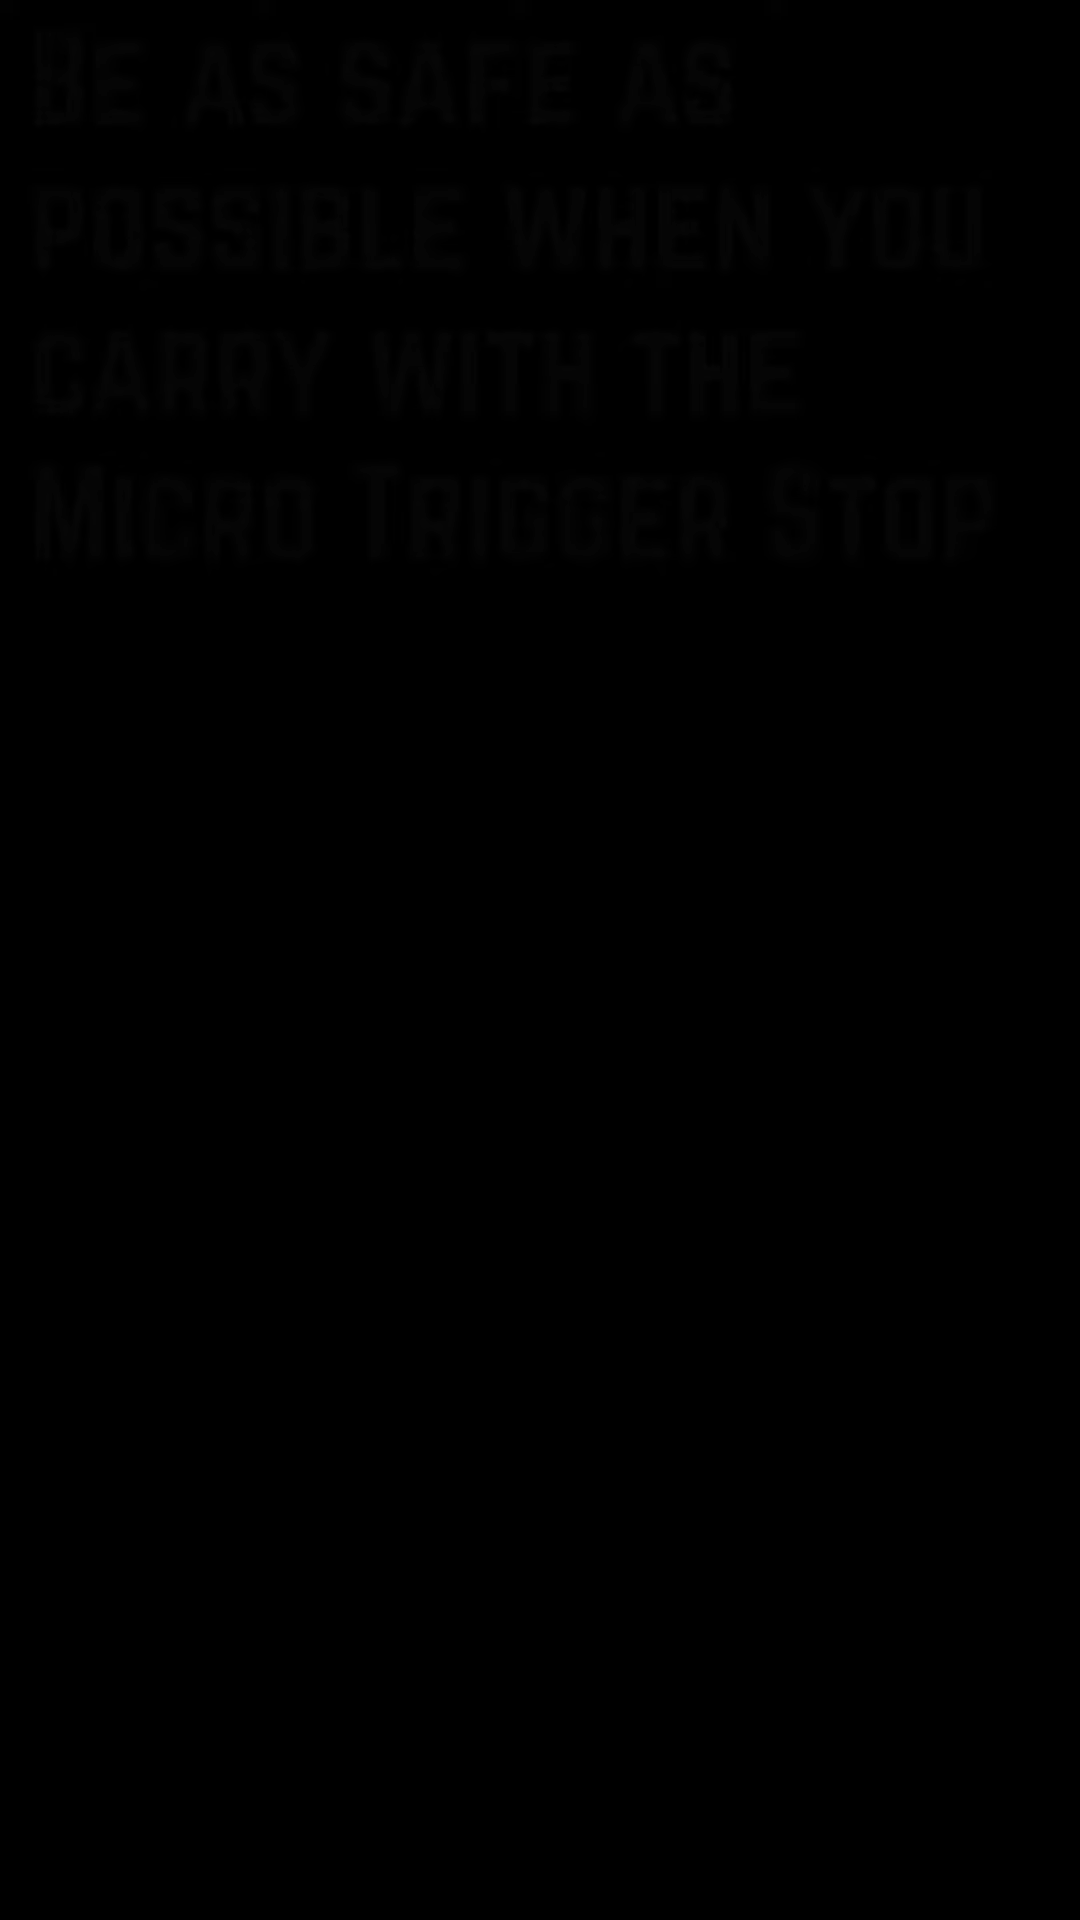 Be as safe as
possible when you
carry with the
Micro Trigger Stop